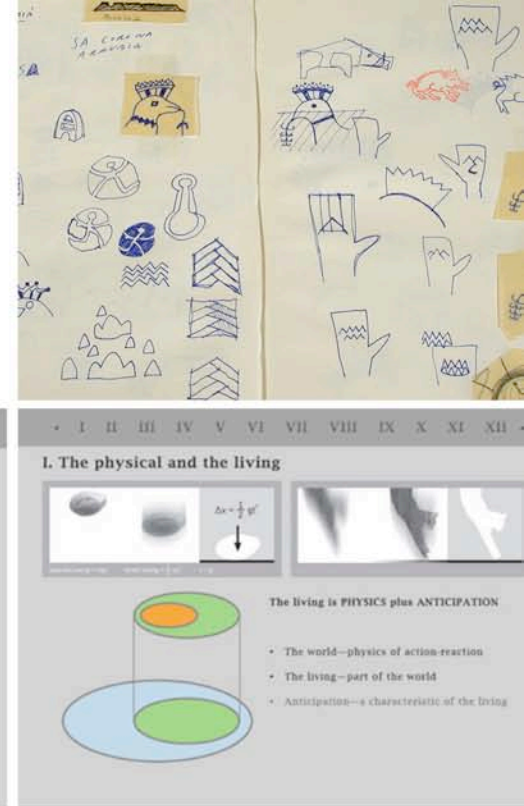 SA CORONA
ARAVAIA
I II III IV V VI VII VIII IX X XI XII
I. The physical and the living
The living is PHYSICS plus ANTICIPATION
• The world—physics of action-reaction
• The living—part of the world
• Anticipation—a characteristic of the living